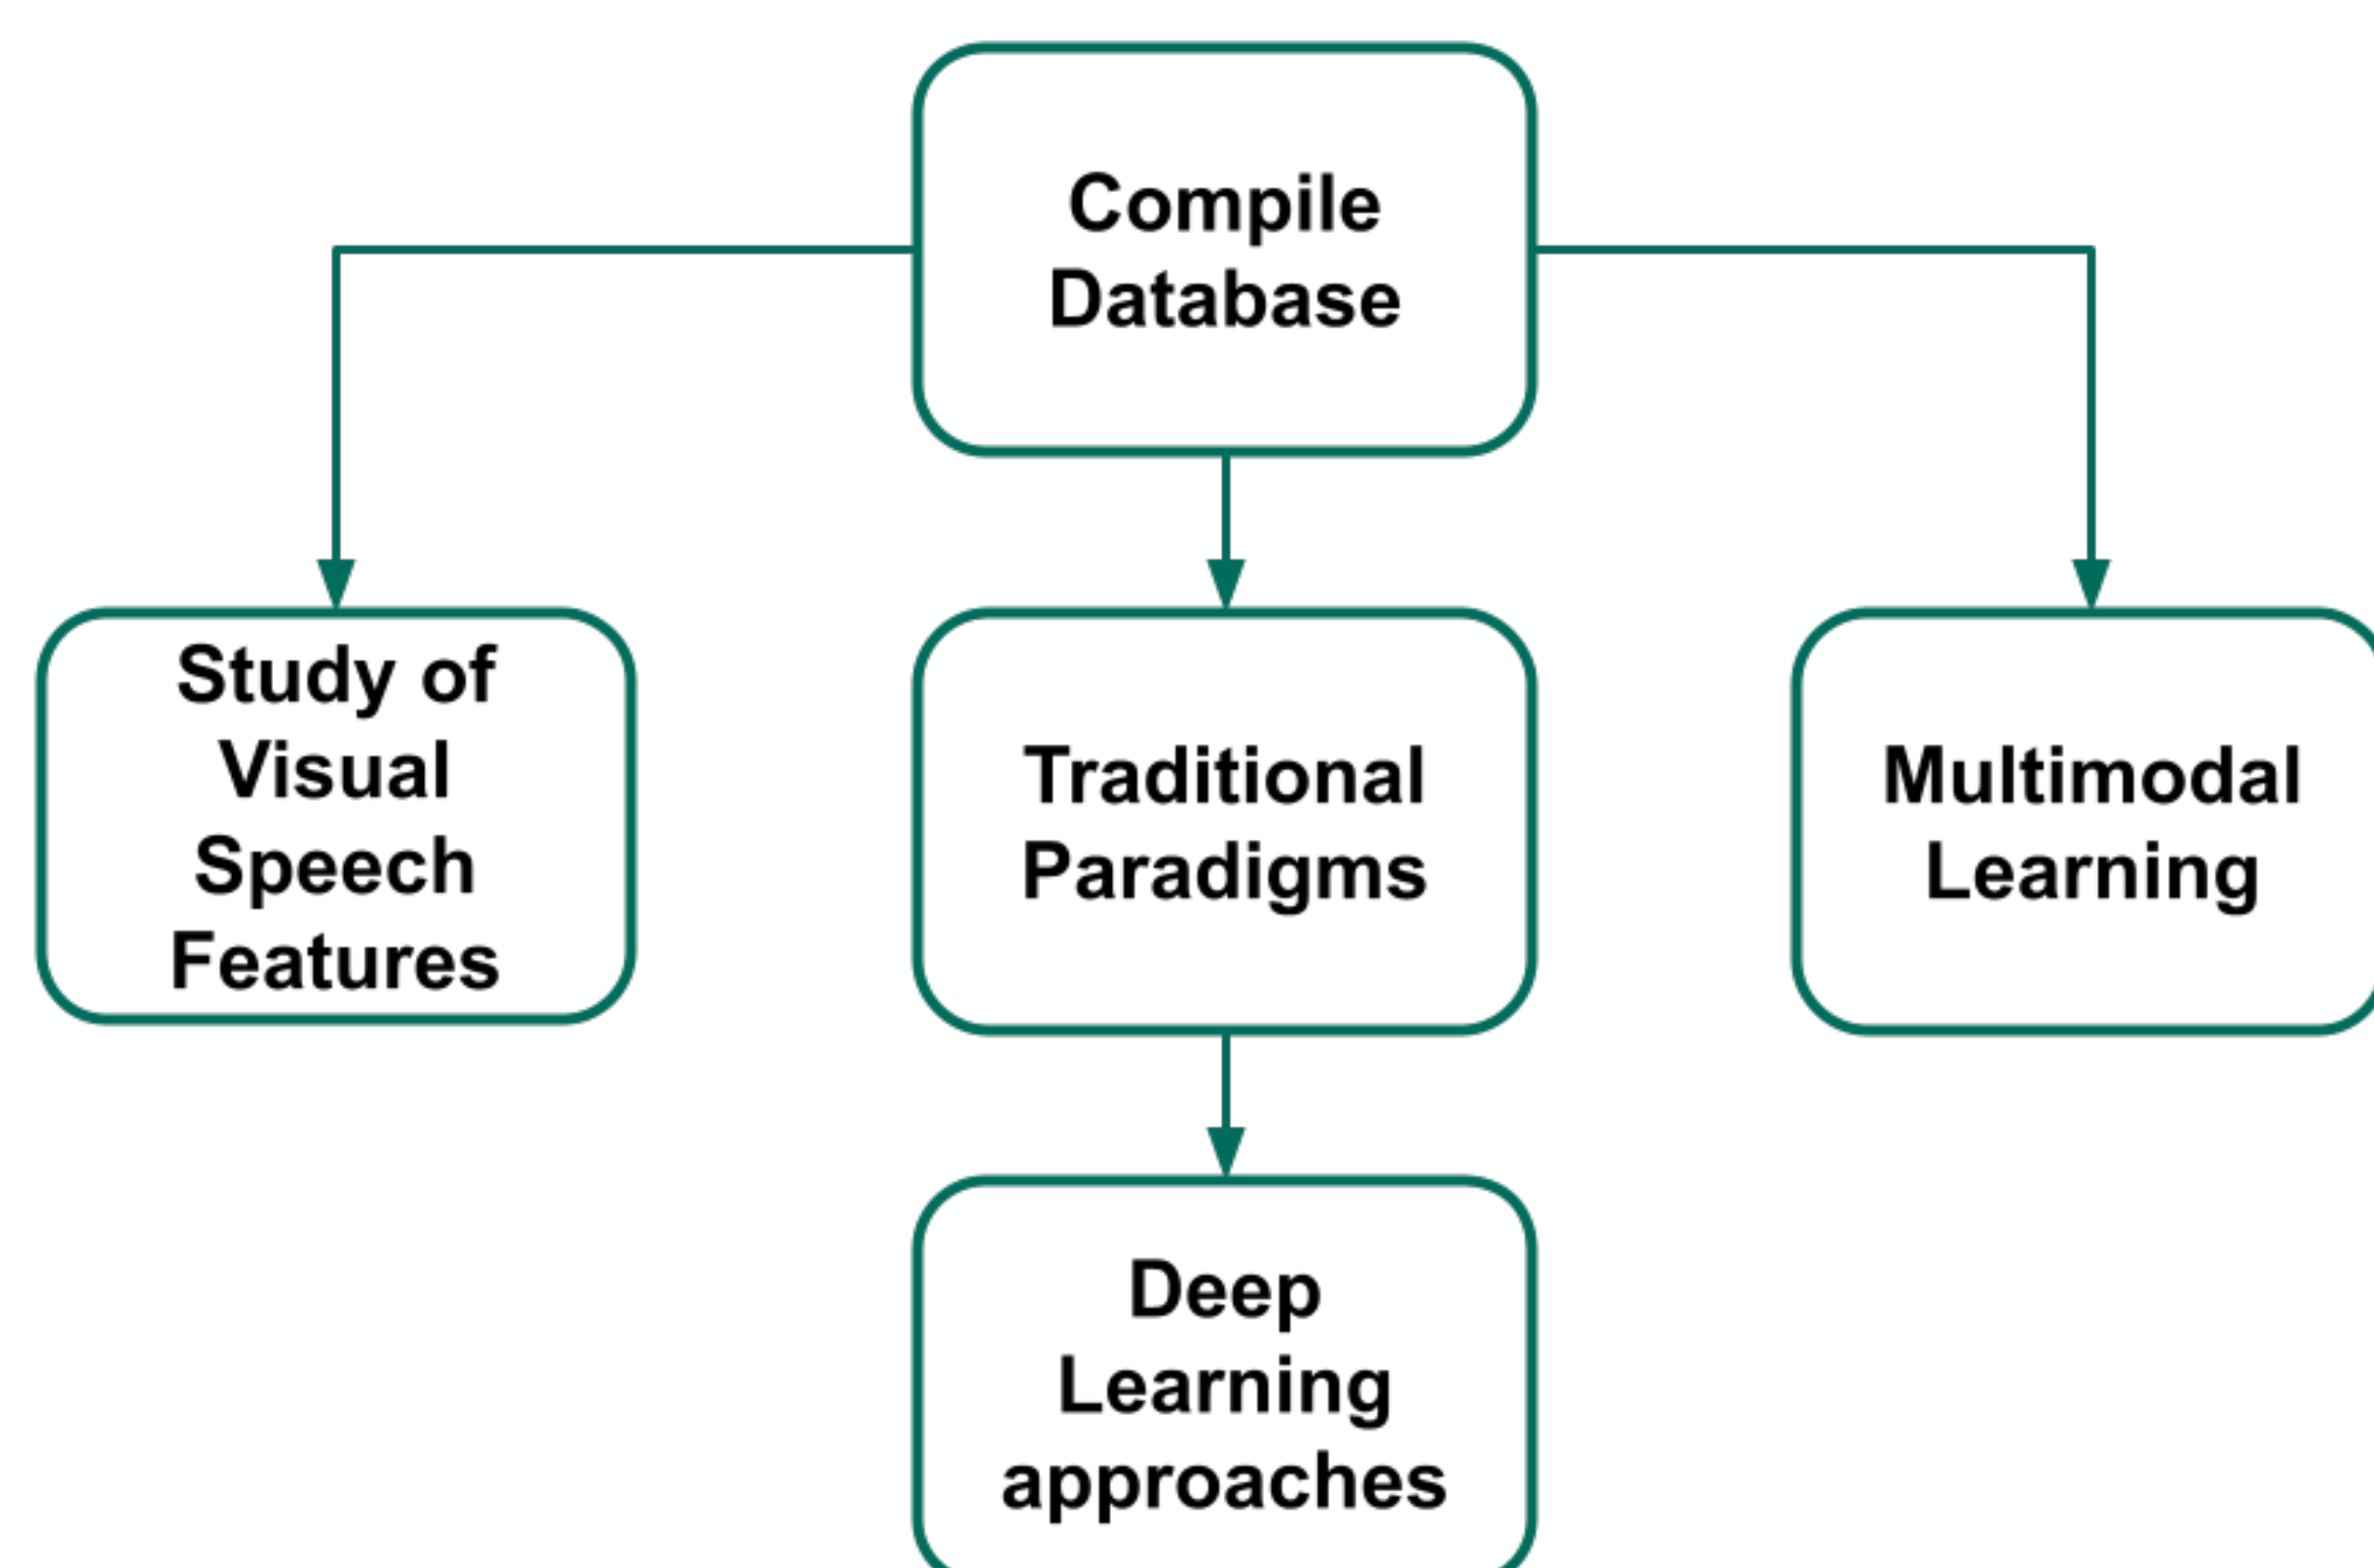 Compile
Database
Study of
Visual
Speech
Features
Traditional
Paradigms
Multimodal
Learning
Deep
Learning
approaches